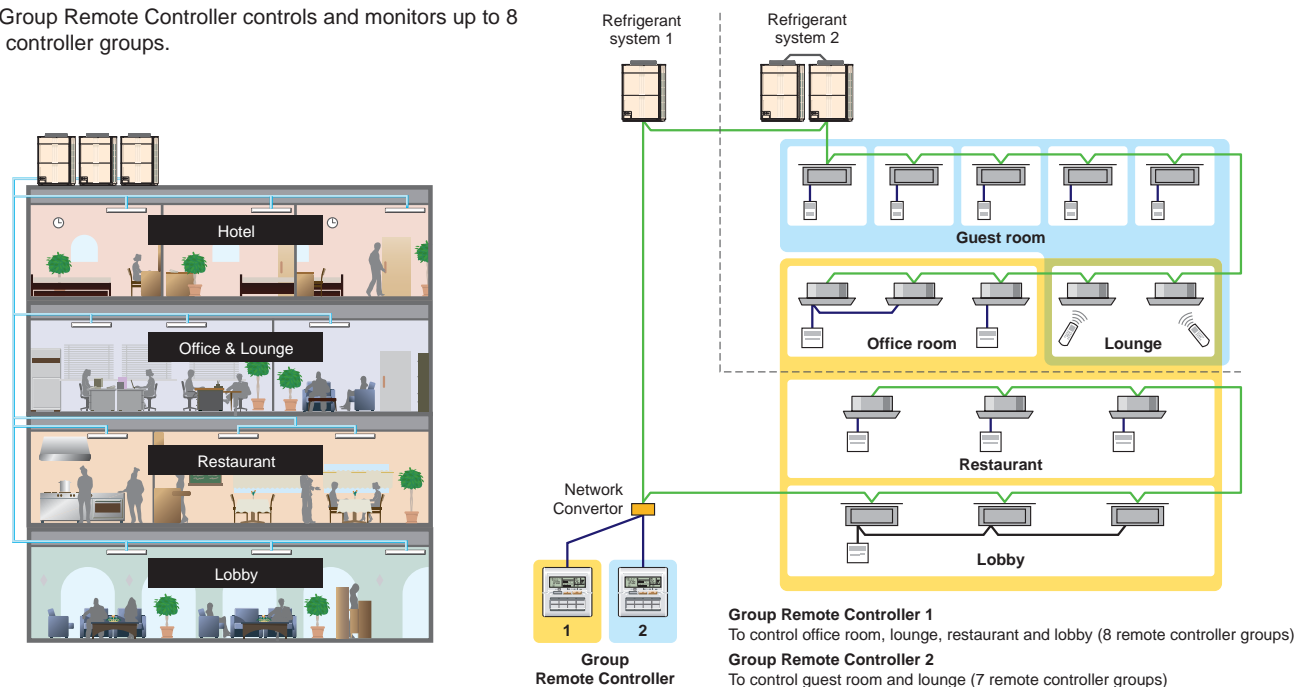 Group Remote Controller controls and monitors up to 8
controller groups.
Hotel
Office & Lounge
Restaurant
Lobby
Refrigerant
system 1
Refrigerant
system 2
Guest room
Office room
Lounge
Restaurant
Lobby
Network
Convertor
1
2
Group
Remote Controller
Group Remote Controller 1
To control office room, lounge, restaurant and lobby (8 remote controller groups)
Group Remote Controller 2
To control guest room and lounge (7 remote controller groups)